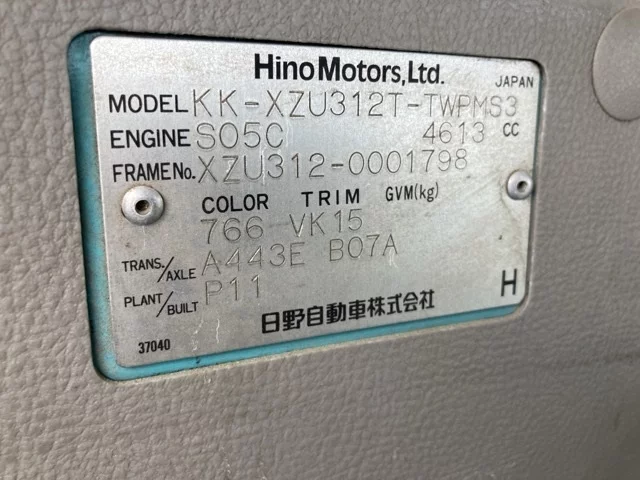 Hino Motors, Ltd. JAPAN
MODEL KK-XZU312T-TWPMS3
ENGINE S05C 4613 CC
FRAME No. XZU312-0001798
COLOR TRIM GVM(kg)
766 VK15
TRANS./AXLE A443E B07A
PLANT/BUILT P11
日野自動車株式会社 H
37040